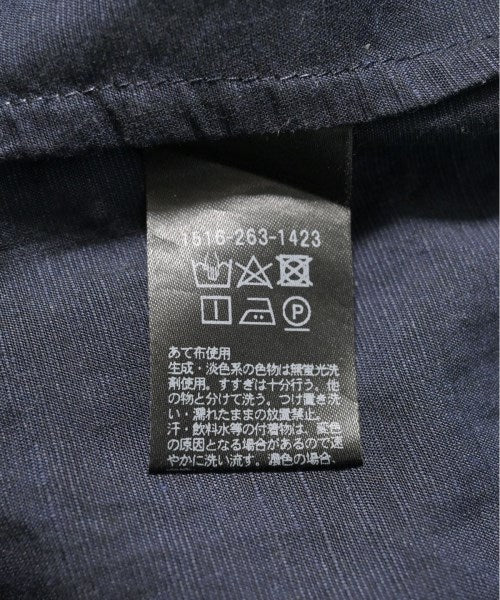 1616-263-1423
P
あて布使用
生成・淡色系の色物は無蛍光洗
剤使用。すすぎは十分行う。他
の物と分けて洗う。つけ置き洗
い・濡れたままの放置禁止。
汗・飲料水等の付着物は、変色
の原因となる場合があるので速
やかに洗い流す。濃色の場合、